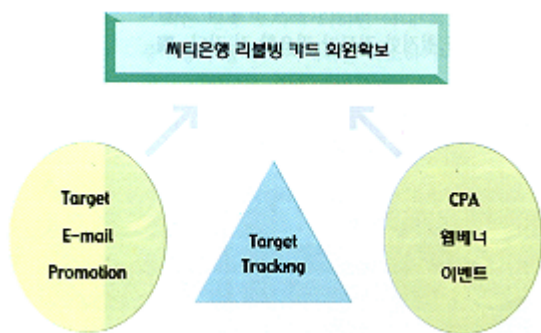 씨티은행 리볼빙 카드 회원확보
Target
E-mail
Promotion
Target
Tracking
CPA
웹베너
이벤트